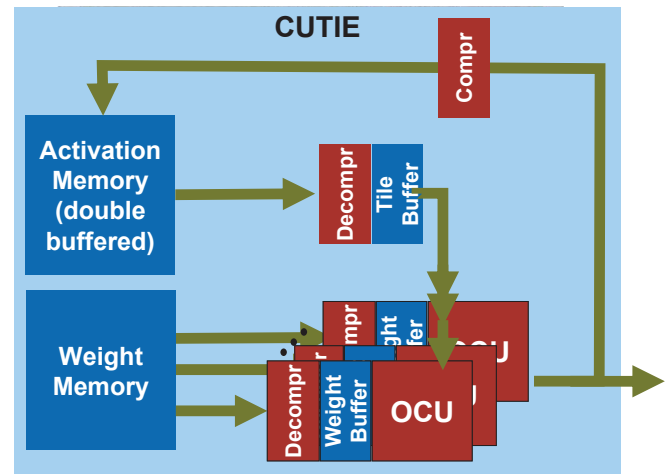 CUTIE
Compr
Activation
Memory
(double
buffered)
Decompr
Tile
Buffer
Weight
Memory
Decompr
Weight
Buffer
OCU